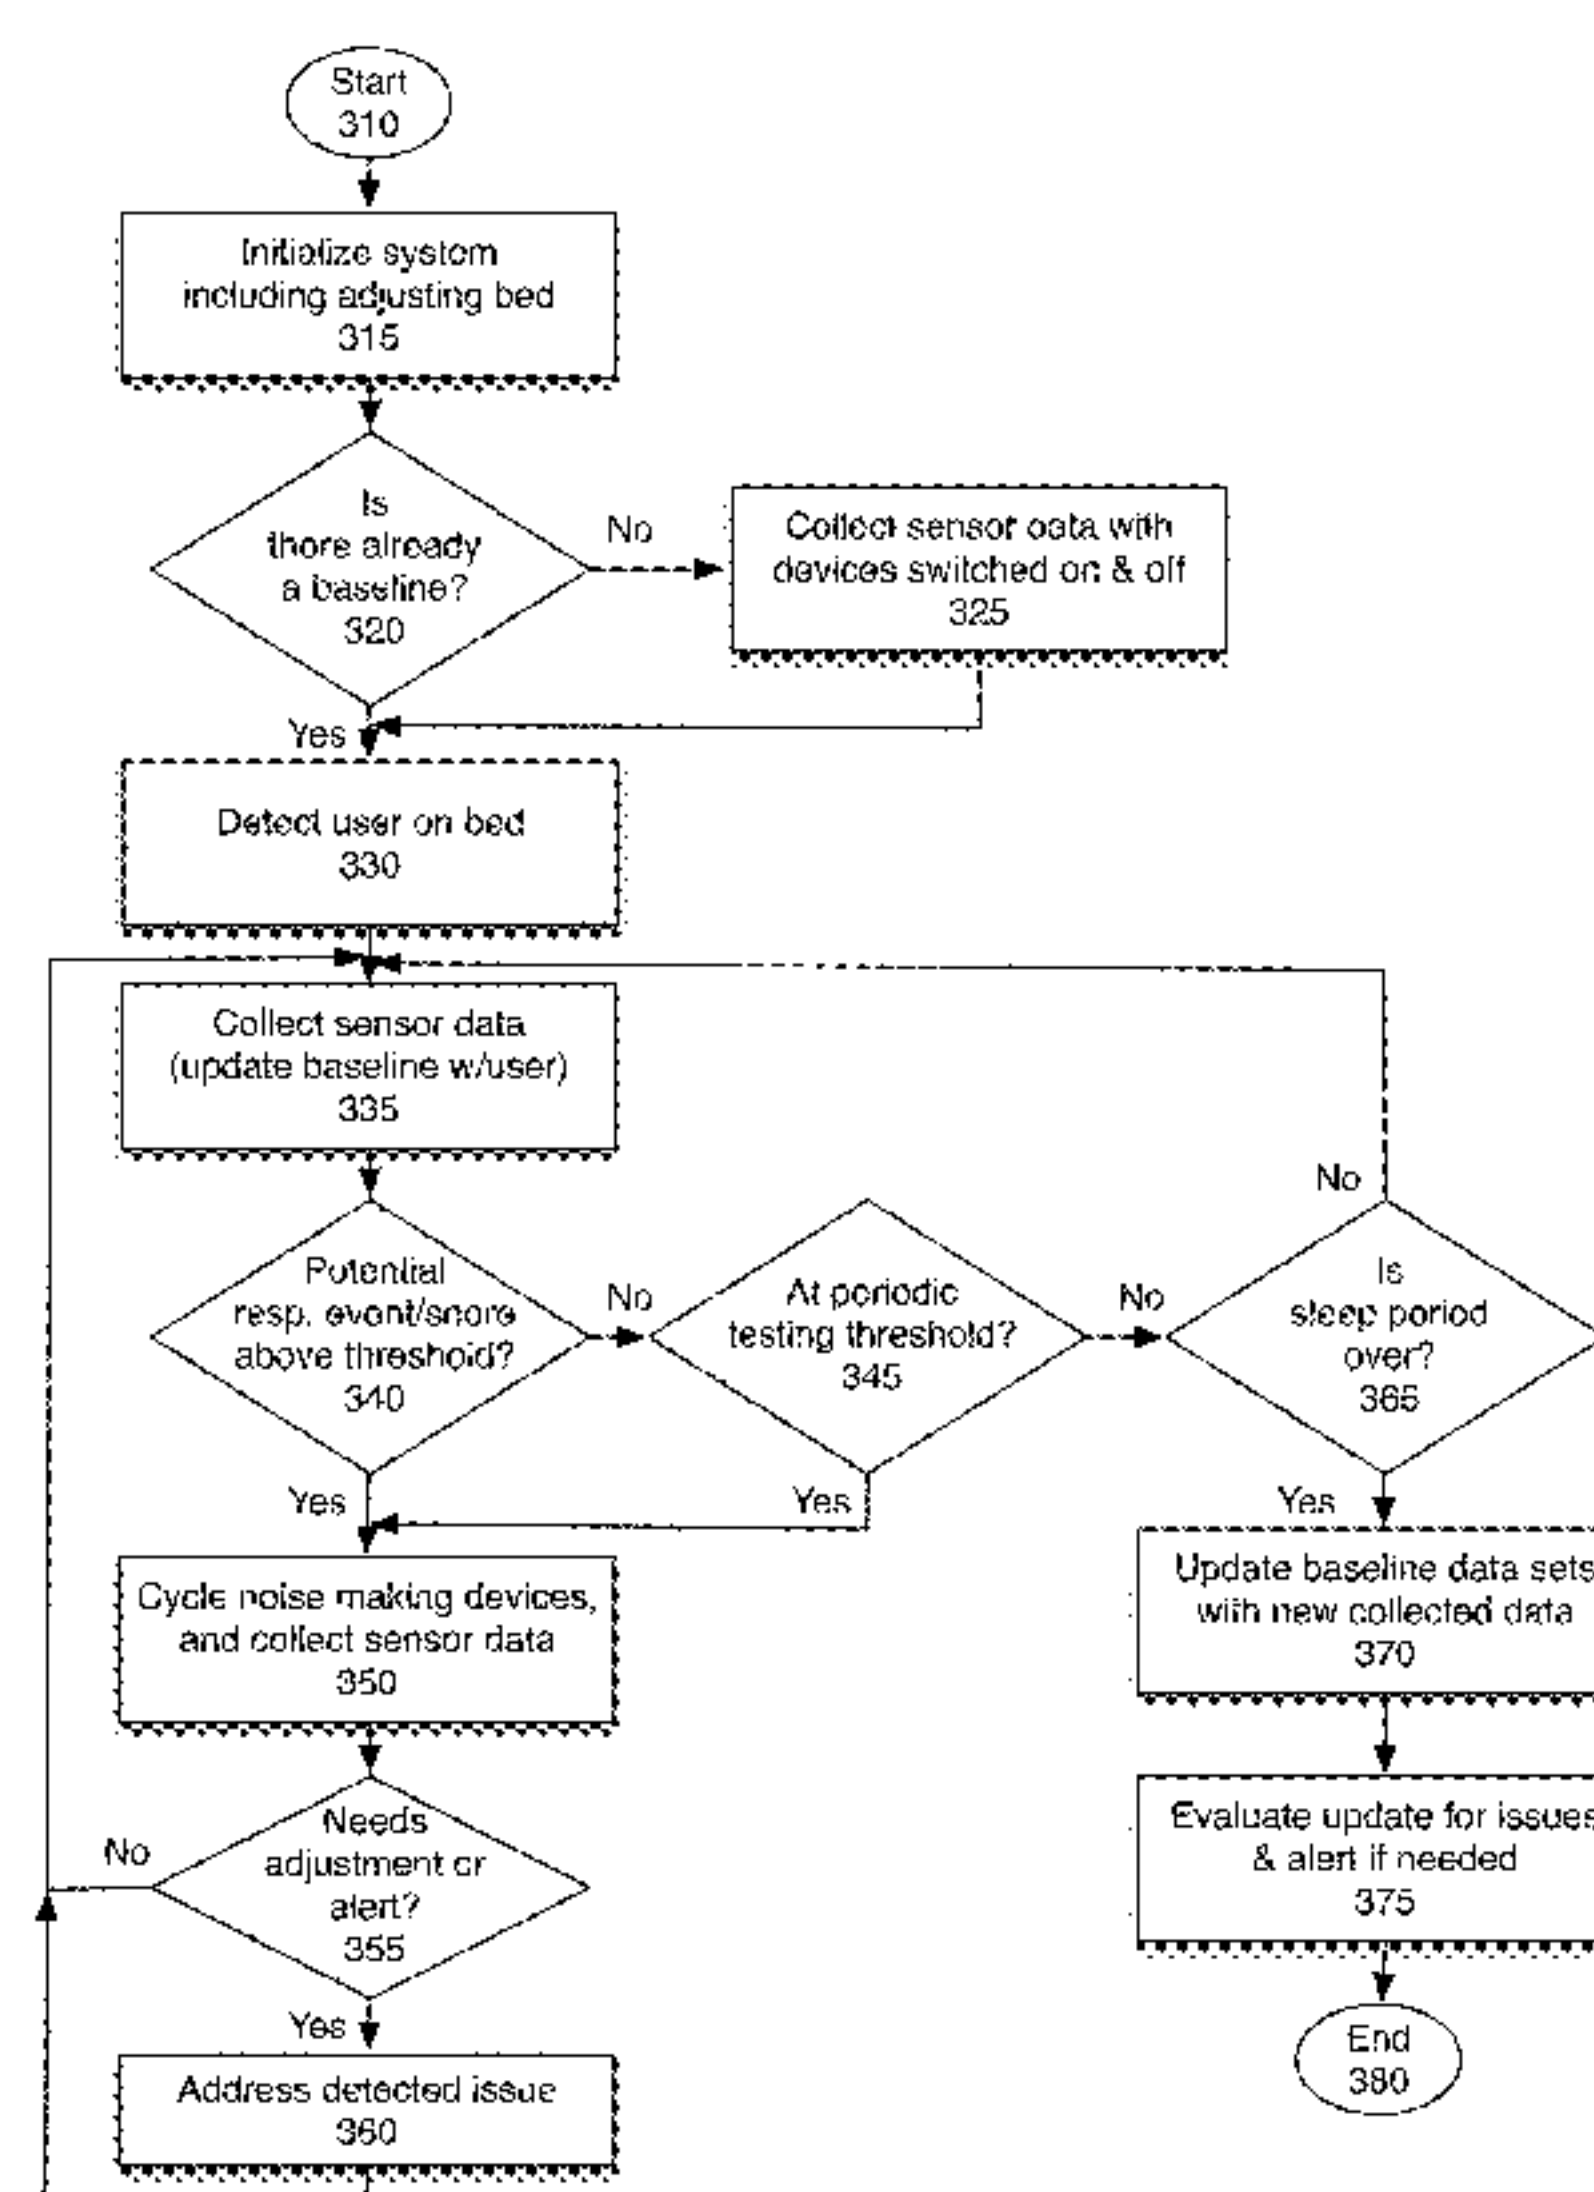 Start
310
Initialize system
including adjusting bed
315
Is
there already
a baseline?
320
No
Collect sensor data with
devices switched on & off
325
Yes
Detect user on bed
330
Collect sensor data
(update baseline w/user)
335
Potential
resp. event/snore
above threshold?
340
No
At periodic
testing threshold?
345
No
Is
sleep period
over?
365
No
Yes
Yes
Yes
Cycle noise making devices,
and collect sensor data
350
Update baseline data sets
with new collected data
370
Needs
adjustment or
alert?
355
No
Yes
Evaluate update for issues
& alert if needed
375
Address detected issue
360
End
380